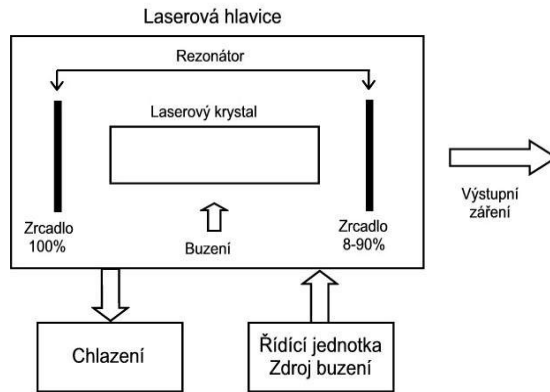 Laserová hlavice
Rezonátor
Laserový krystal
Zrcadlo
100%
Buzení
Zrcadlo
8-90%
Výstupní
záření
Chlazení
Řídící jednotka
Zdroj buzení